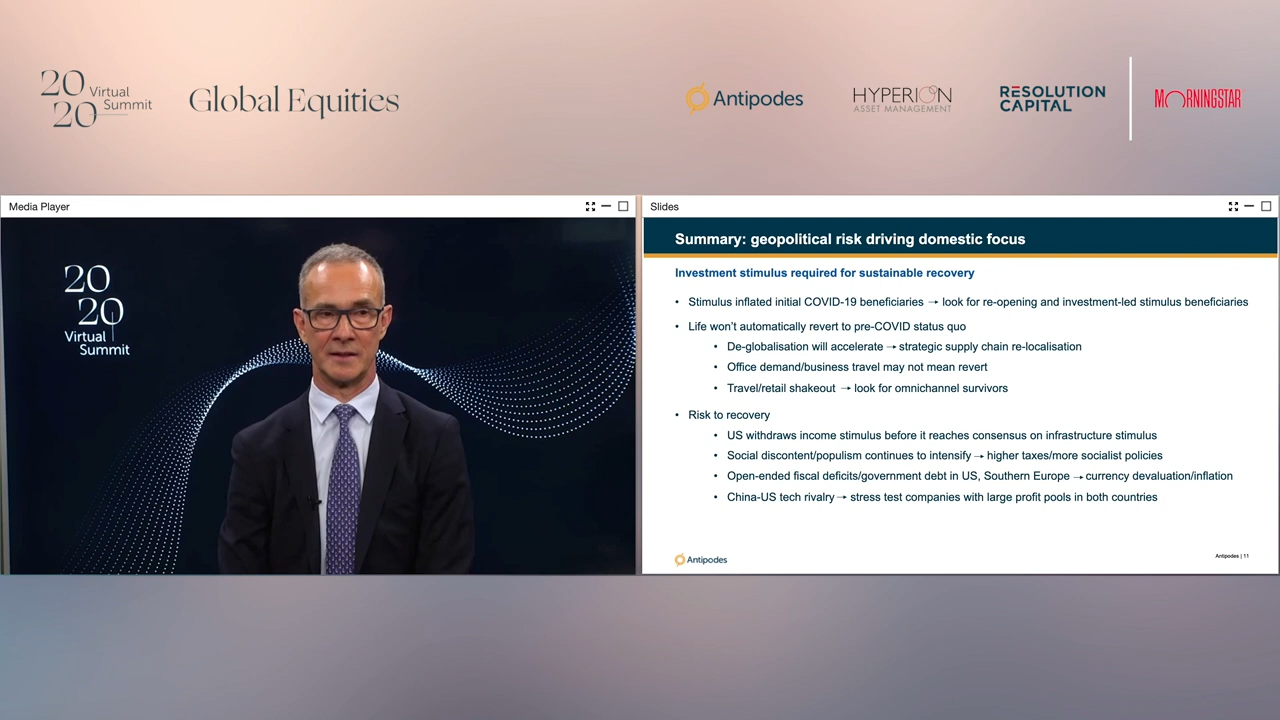 20
20
Virtual
Summit
Global Equities
Antipodes
HYPERION
ASSET MANAGEMENT
RESOLUTION
CAPITAL
MORNINGSTAR
Media Player
20
20
Virtual
Summit
Slides
Summary: geopolitical risk driving domestic focus
Investment stimulus required for sustainable recovery
• Stimulus inflated initial COVID-19 beneficiaries → look for re-opening and investment-led stimulus beneficiaries
• Life won’t automatically revert to pre-COVID status quo
• De-globalisation will accelerate → strategic supply chain re-localisation
• Office demand/business travel may not mean revert
• Travel/retail shakeout → look for omnichannel survivors
• Risk to recovery
• US withdraws income stimulus before it reaches consensus on infrastructure stimulus
• Social discontent/populism continues to intensify → higher taxes/more socialist policies
• Open-ended fiscal deficits/government debt in US, Southern Europe → currency devaluation/inflation
• China-US tech rivalry → stress test companies with large profit pools in both countries
Antipodes
Antipodes | 11